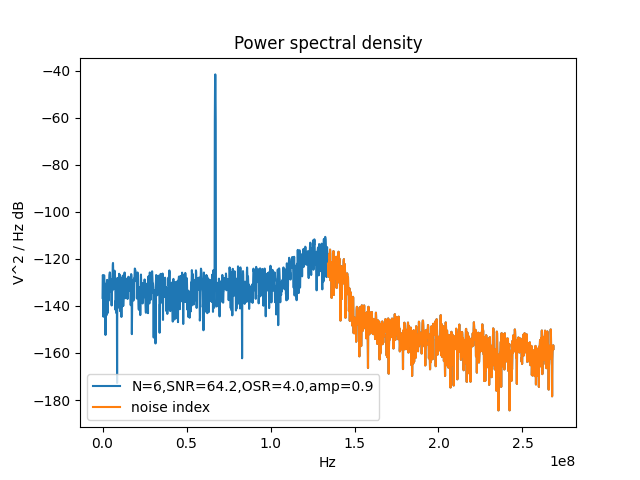 Power spectral density
V^2 / Hz dB
−40
−60
−80
−100
−120
−140
−160
−180
N=6,SNR=64.2,OSR=4.0,amp=0.9
noise index
0.0 0.5 1.0 1.5 2.0 2.5
1e8
Hz